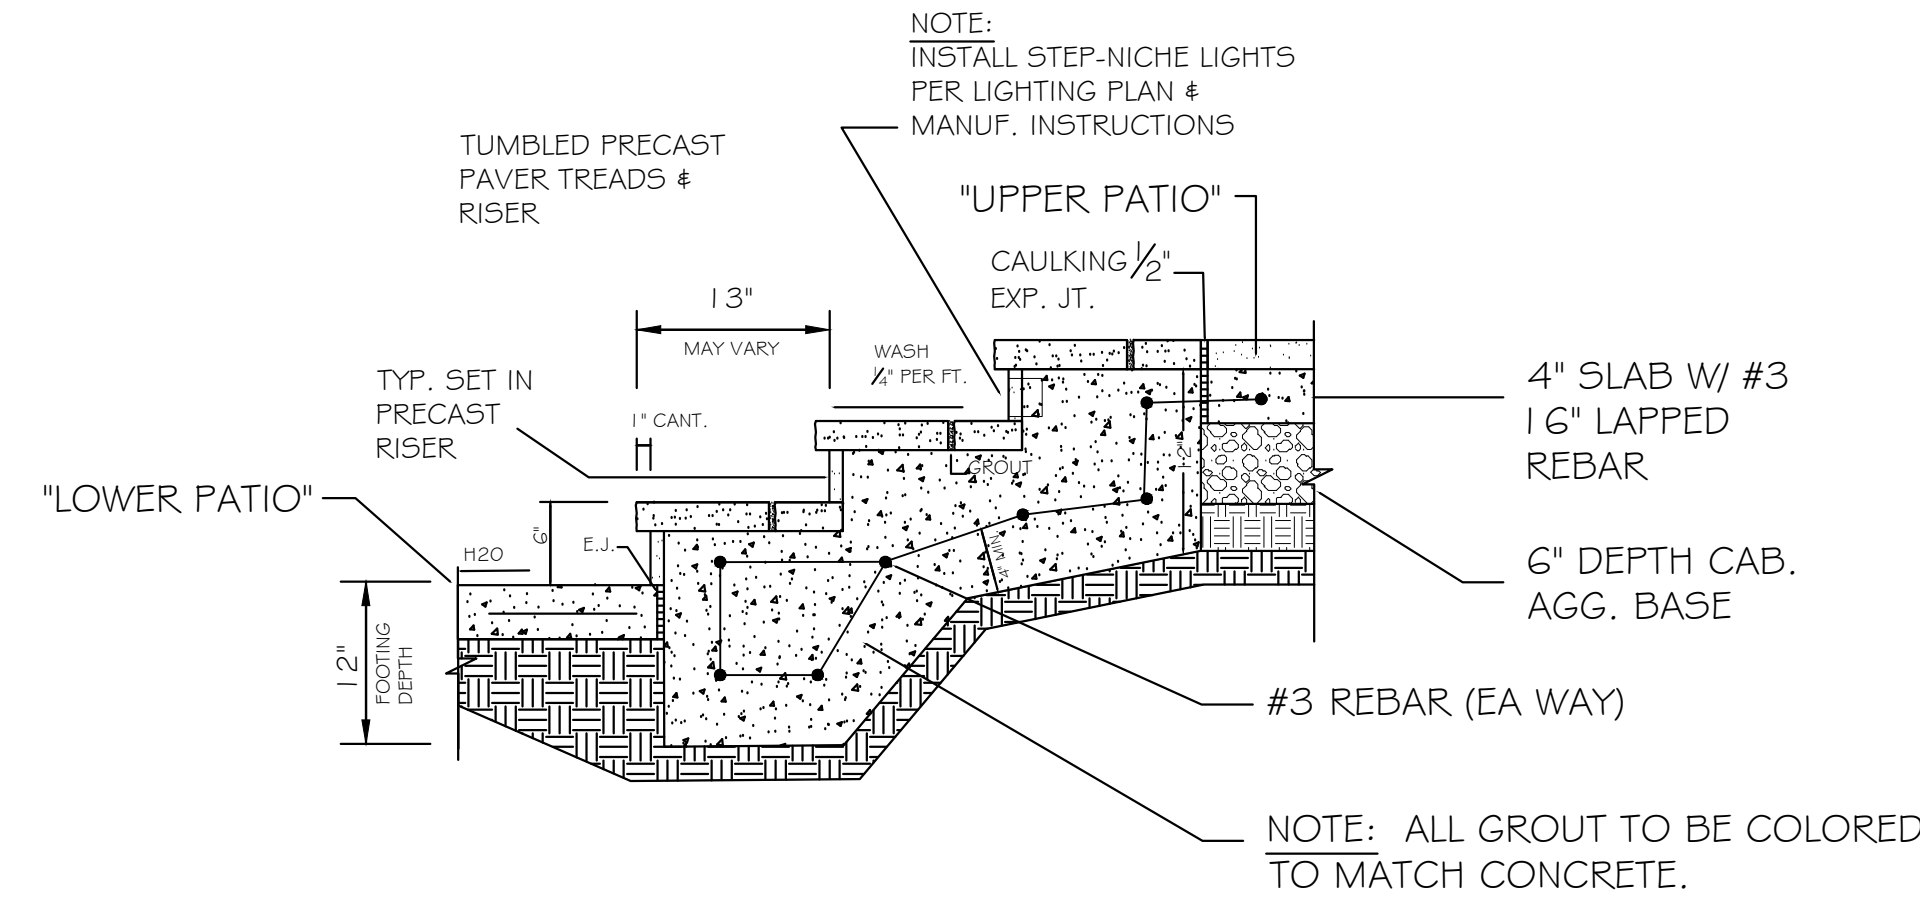 NOTE:
INSTALL STEP-NICHE LIGHTS
PER LIGHTING PLAN &
MANUF. INSTRUCTIONS
TUMBLED PRECAST
PAVER TREADS &
RISER
"UPPER PATIO"
CAULKING 1/2"
EXP. JT.
13"
MAY VARY
WASH
1/4" PER FT.
TYP. SET IN
PRECAST
RISER
1" CANT.
4" SLAB W/ #3
16" LAPPED
REBAR
12"
GROUT
"LOWER PATIO"
6"
E.J.
H20
4" MIN.
6" DEPTH CAB.
AGG. BASE
12"
FOOTING
DEPTH
#3 REBAR (EA WAY)
NOTE: ALL GROUT TO BE COLORED
TO MATCH CONCRETE.